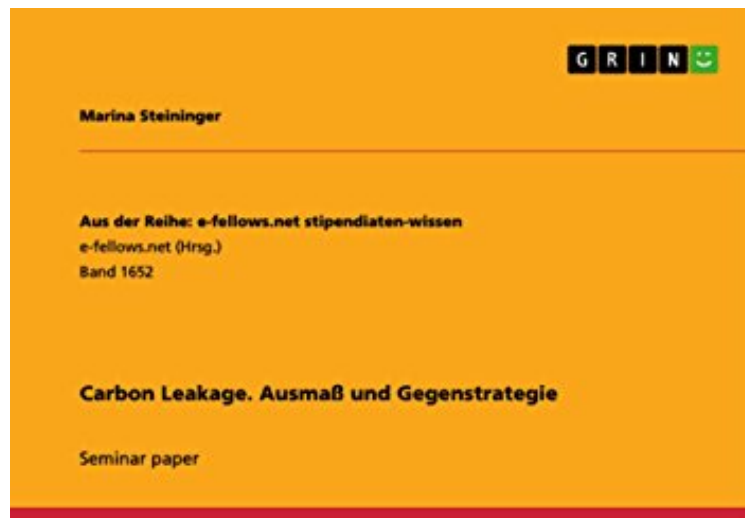 GRIN
Marina Steininger
Aus der Reihe: e-fellows.net stipendiaten-wissen
e-fellows.net (Hrsg.)
Band 1652
Carbon Leakage. Ausmaß und Gegenstrategie
Seminar paper